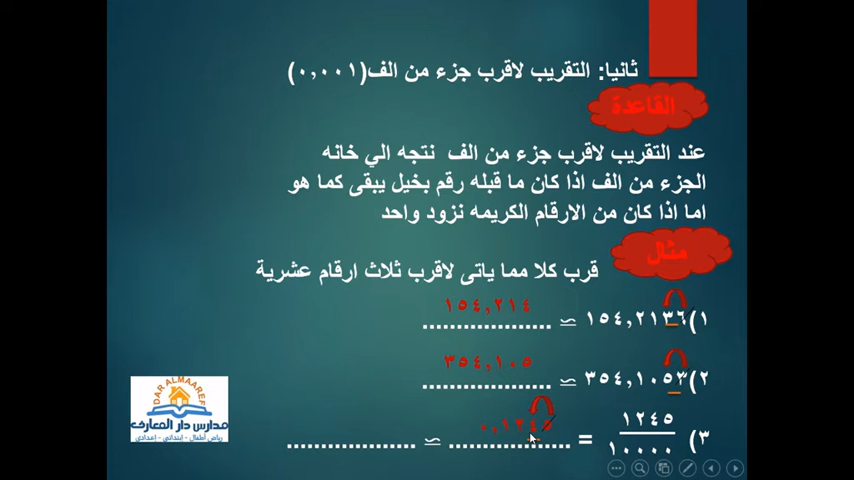 ثانيا: التقريب لاقرب جزء من الف(٠,٠٠١)
القاعدة
عند التقريب لاقرب جزء من الف نتجه الي خانه
الجزء من الف اذا كان ما قبله رقم بخيل يبقى كما هو
اما اذا كان من الارقام الكريمه نزود واحد
مثال
قرب كلا مما ياتى لاقرب ثلاث ارقام عشرية
١) ١٥٤,٢١٣٦ ≃ ١٥٤,٢١٤
٢) ٣٥٤,١٠٥٣ ≃ ٣٥٤,١٠٥
٣) ١٢٤٥/١٠٠٠٠ = ٠,١٢٤٥ ≃ ................
DAR ALMAAREF
مدارس دار المعارف
رياض أطفال - ابتدائي - إعدادى